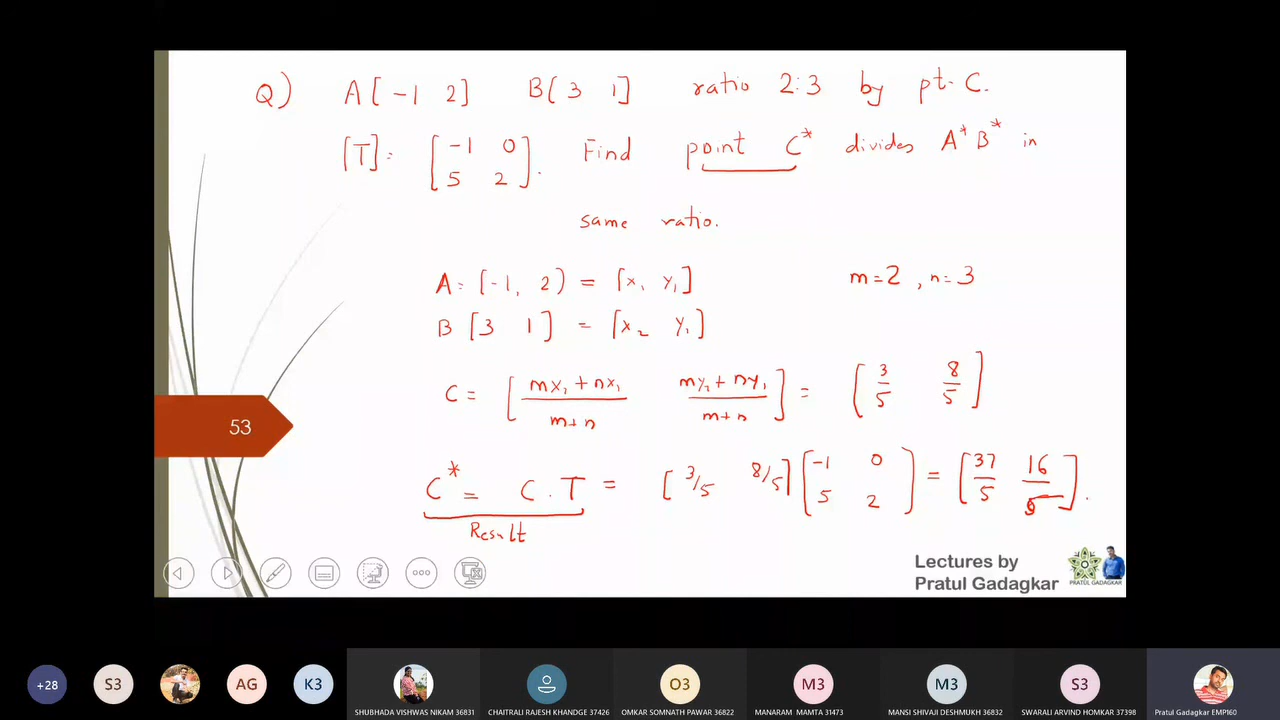 Q) A [ -1 2 ] B [ 3 1 ] ratio 2:3 by pt. C.
[T] = [ -1 0
5 2 ]. Find point C* divides A* B* in
same ratio.
A = [ -1, 2 ) = [ x₁ y₁ ] m=2 , n=3
B [ 3 1 ] = [ x₂ y₁ ]
C = [ mx₂ + nx₁ / m+n my₂ + ny₁ / m+n ] = [ 3/5 8/5 ]
C* = C . T = [ 3/5 8/5 ] [ -1 0
5 2 ] = [ 37/5 16/5 ].
Result
53
Lectures by
Pratul Gadagkar
PRATUL GADAGKAR
+28 S3 AG K3 O3 M3 M3 S3
SHUBHADA VISHWAS NIKAM 36831 CHAITRALI RAJESH KHANDGE 37426 OMKAR SOMNATH PAWAR 36822 MANARAM MAMTA 31473 MANSI SHIVAJI DESHMUKH 36832 SWARALI ARVIND HOMKAR 37398 Pratul Gadagkar EMP160